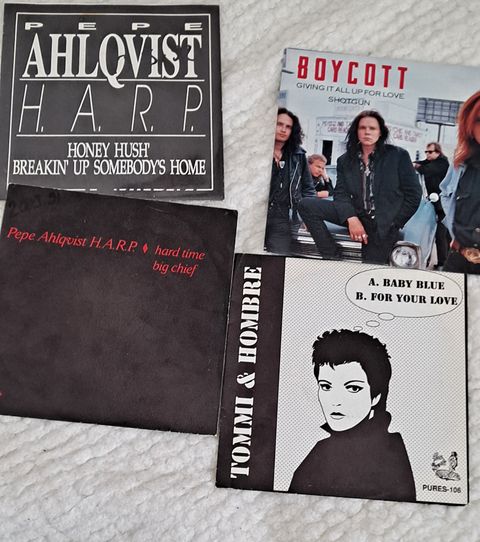 PEPE
AHLQVIST
H.A.R.P.
HONEY HUSH'
BREAKIN' UP SOMEBODY'S HOME
BOYCOTT
GIVING IT ALL UP FOR LOVE
SHOTGUN
Pepe Ahlqvist H.A.R.P. ♦ hard time
big chief
TOMMI & HOMBRE
A. BABY BLUE
B. FOR YOUR LOVE
PURES-106